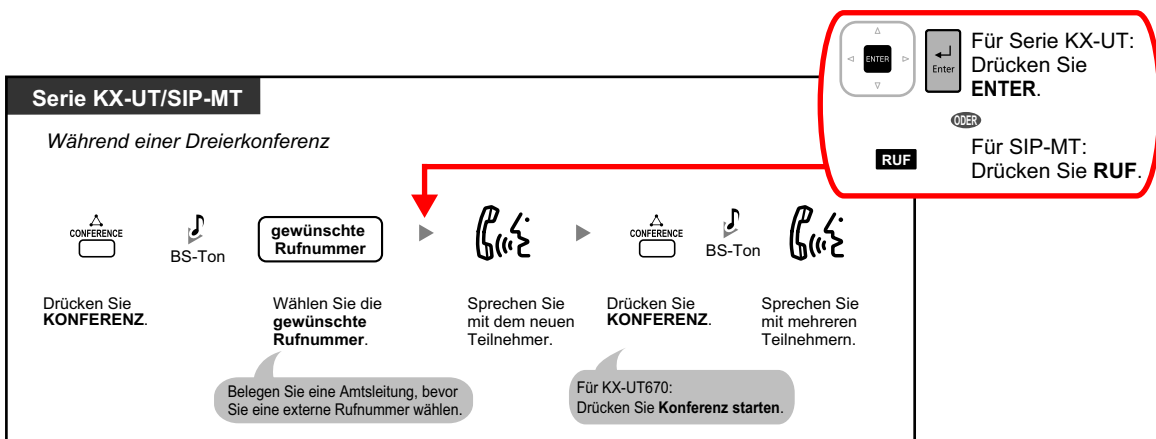 Serie KX-UT/SIP-MT
Während einer Dreierkonferenz
ENTER
Enter
Für Serie KX-UT:
Drücken Sie
ENTER.
ODER
RUF
Für SIP-MT:
Drücken Sie RUF.
CONFERENCE
BS-Ton
gewünschte
Rufnummer
CONFERENCE
BS-Ton
Drücken Sie
KONFERENZ.
Wählen Sie die
gewünschte
Rufnummer.
Sprechen Sie
mit dem neuen
Teilnehmer.
Drücken Sie
KONFERENZ.
Sprechen Sie
mit mehreren
Teilnehmern.
Belegen Sie eine Amtsleitung, bevor
Sie eine externe Rufnummer wählen.
Für KX-UT670:
Drücken Sie Konferenz starten.